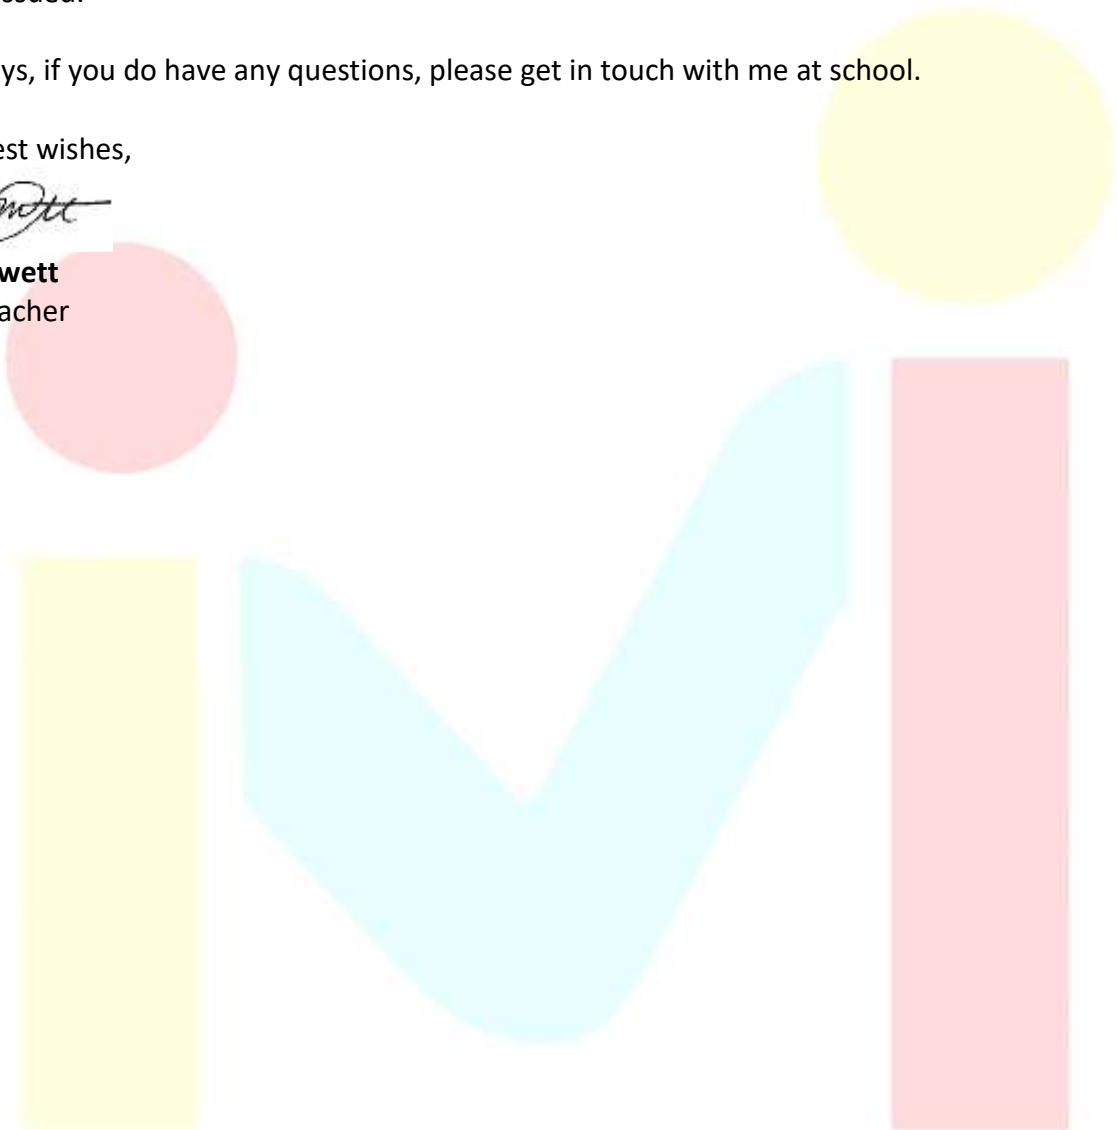 ys, if you do have any questions, please get in touch with me at school.
est wishes,
wett
acher